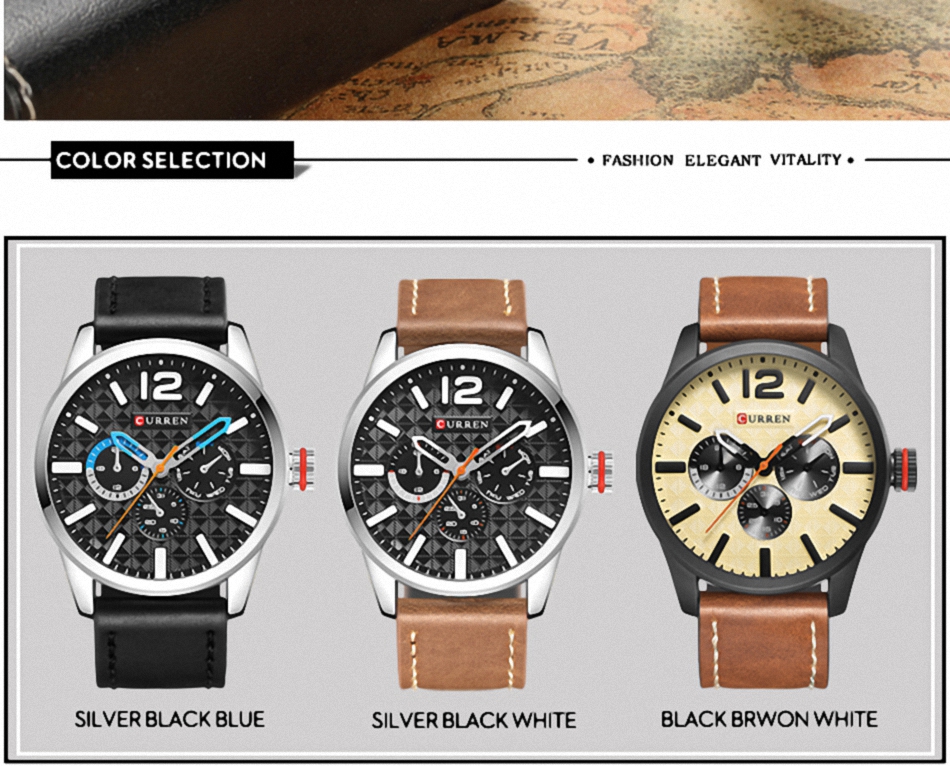 VERMA
COLOR SELECTION
• FASHION ELEGANT VITALITY •
12
CURREN
12
CURREN
12
CURREN
SILVER BLACK BLUE
SILVER BLACK WHITE
BLACK BRWON WHITE